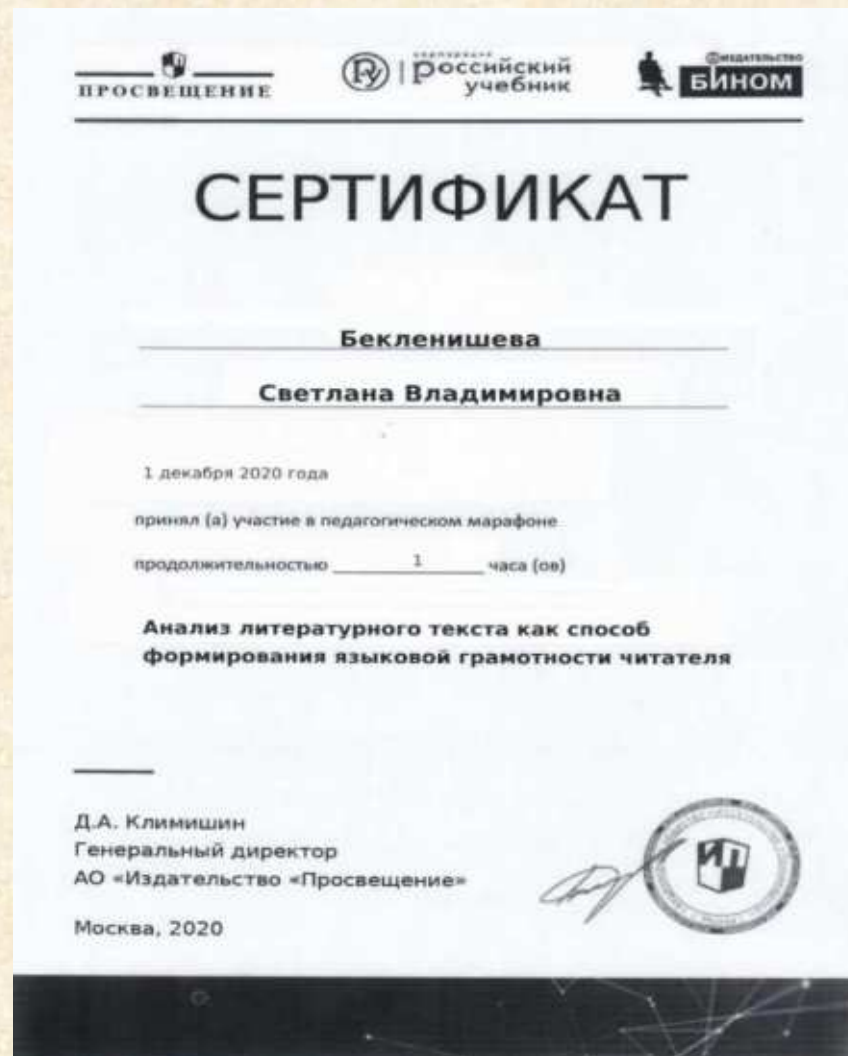 ПРОСВЕЩЕНИЕ
корпорация
российский
учебник
ИЗДАТЕЛЬСТВО
БИНОМ
СЕРТИФИКАТ
Бекленишева
Светлана Владимировна
1 декабря 2020 года
принял (а) участие в педагогическом марафоне
продолжительностью 1 часа (ов)
Анализ литературного текста как способ
формирования языковой грамотности читателя
Д.А. Климишин
Генеральный директор
АО «Издательство «Просвещение»
Москва, 2020